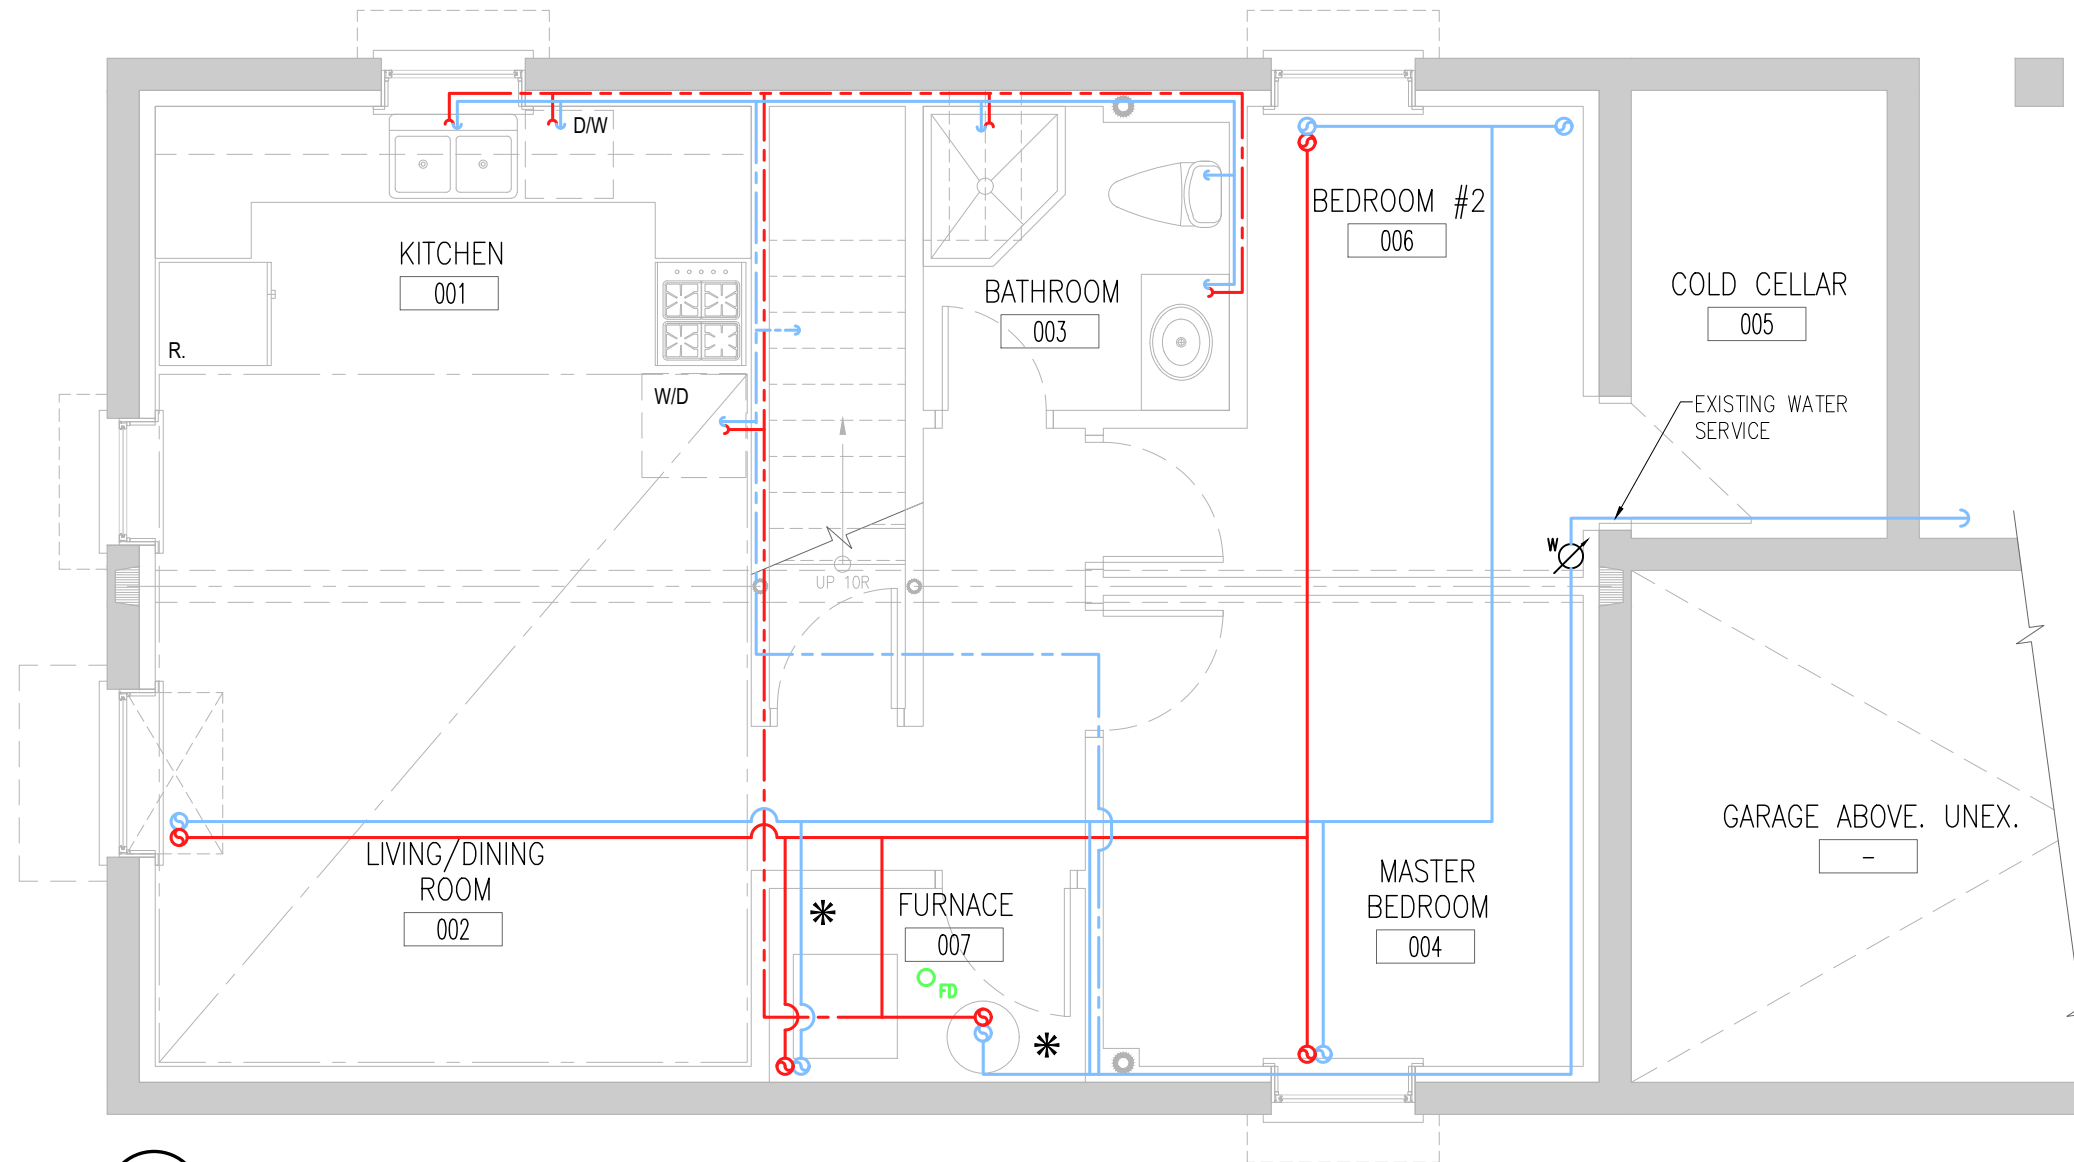 D/W
KITCHEN
001
R.
W/D
BATHROOM
003
BEDROOM #2
006
COLD CELLAR
005
EXISTING WATER
SERVICE
W
UP 10R
LIVING/DINING
ROOM
002
FURNACE
007
FD
MASTER
BEDROOM
004
GARAGE ABOVE. UNEX.
-